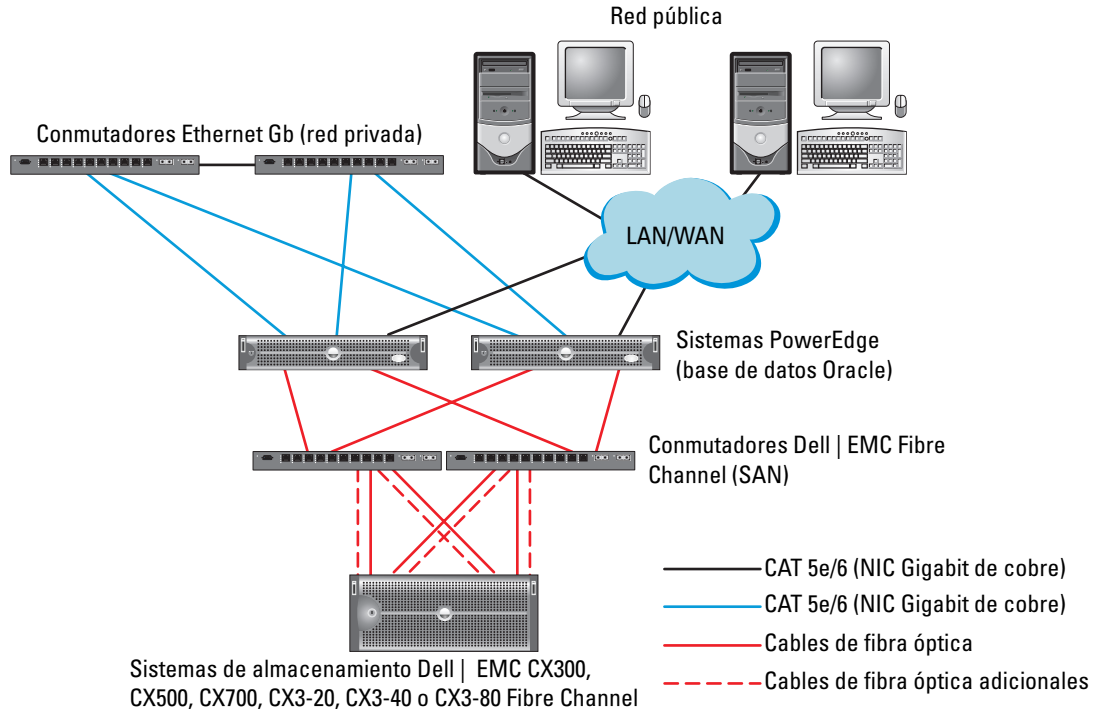 Red pública
Conmutadores Ethernet Gb (red privada)
LAN/WAN
Sistemas PowerEdge
(base de datos Oracle)
Conmutadores Dell | EMC Fibre
Channel (SAN)
CAT 5e/6 (NIC Gigabit de cobre)
CAT 5e/6 (NIC Gigabit de cobre)
Cables de fibra óptica
Cables de fibra óptica adicionales
Sistemas de almacenamiento Dell | EMC CX300,
CX500, CX700, CX3-20, CX3-40 o CX3-80 Fibre Channel